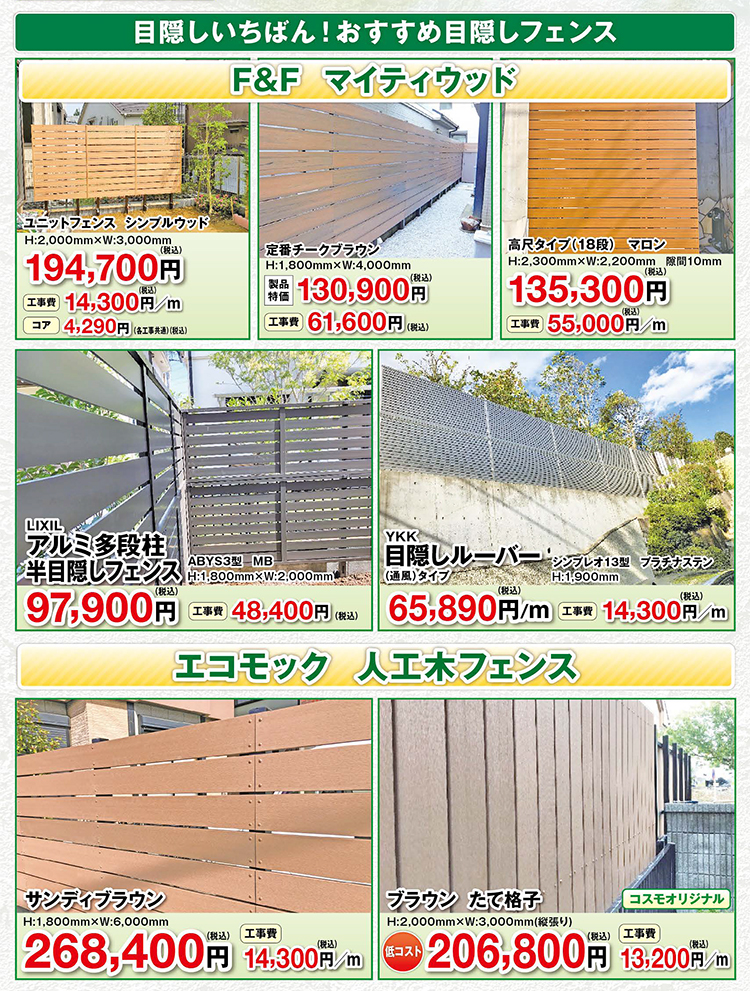 目隠しいちばん！おすすめ目隠しフェンス
F&F マイティウッド
ユニットフェンス シンプルウッド
H:2,000mm×W:3,000mm
194,700円(税込)
工事費 14,300円／m(税込)
コア 4,290円(各工事共通)(税込)
定番チークブラウン
H:1,800mm×W:4,000mm
製品特価 130,900円(税込)
工事費 61,600円(税込)
高尺タイプ(18段) マロン
H:2,300mm×W:2,200mm 隙間10mm
135,300円(税込)
工事費 55,000円／m(税込)
LIXIL
アルミ多段柱
半目隠しフェンス
ABYS3型 MB
H:1,800mm×W:2,000mm
97,900円(税込)
工事費 48,400円(税込)
YKK
目隠しルーバー
(通風)タイプ
シンプレオ13型 プラチナステン
H:1,900mm
65,890円/m(税込)
工事費 14,300円／m(税込)
エコモック 人工木フェンス
サンディブラウン
H:1,800mm×W:6,000mm
268,400円(税込)
工事費 14,300円／m(税込)
ブラウン たて格子
コスモオリジナル
H:2,000mm×W:3,000mm(縦張り)
低コスト 206,800円(税込)
工事費 13,200円／m(税込)